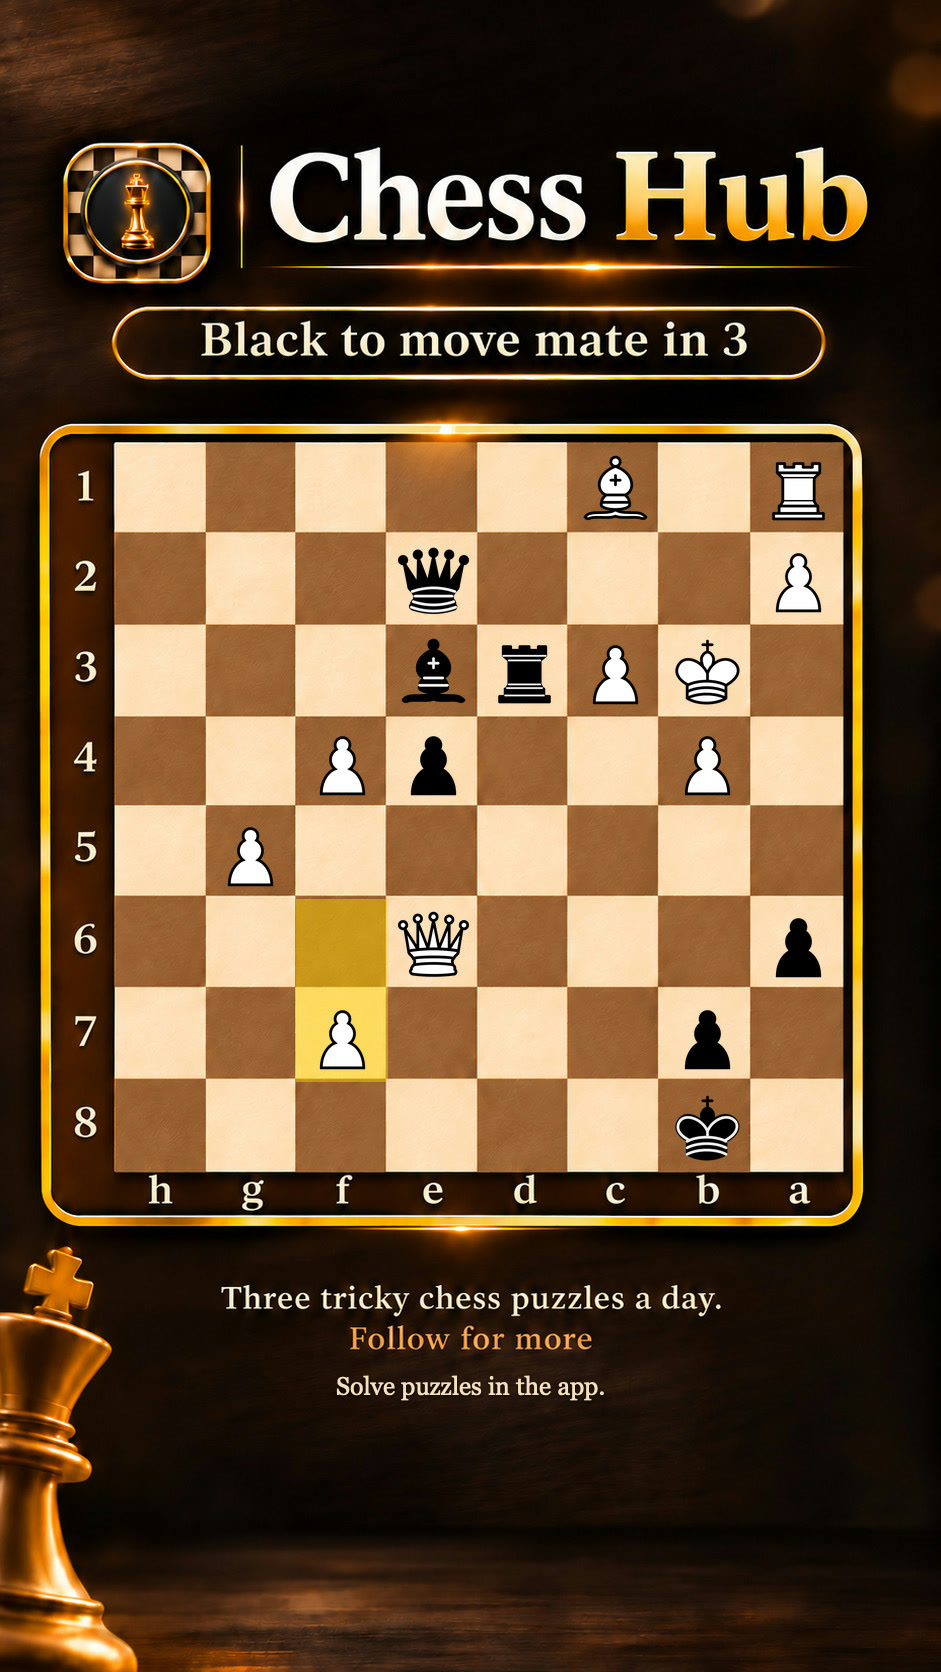 Chess Hub
Black to move mate in 3
1
2
3
4
5
6
7
8
h g f e d c b a
Three tricky chess puzzles a day.
Follow for more
Solve puzzles in the app.